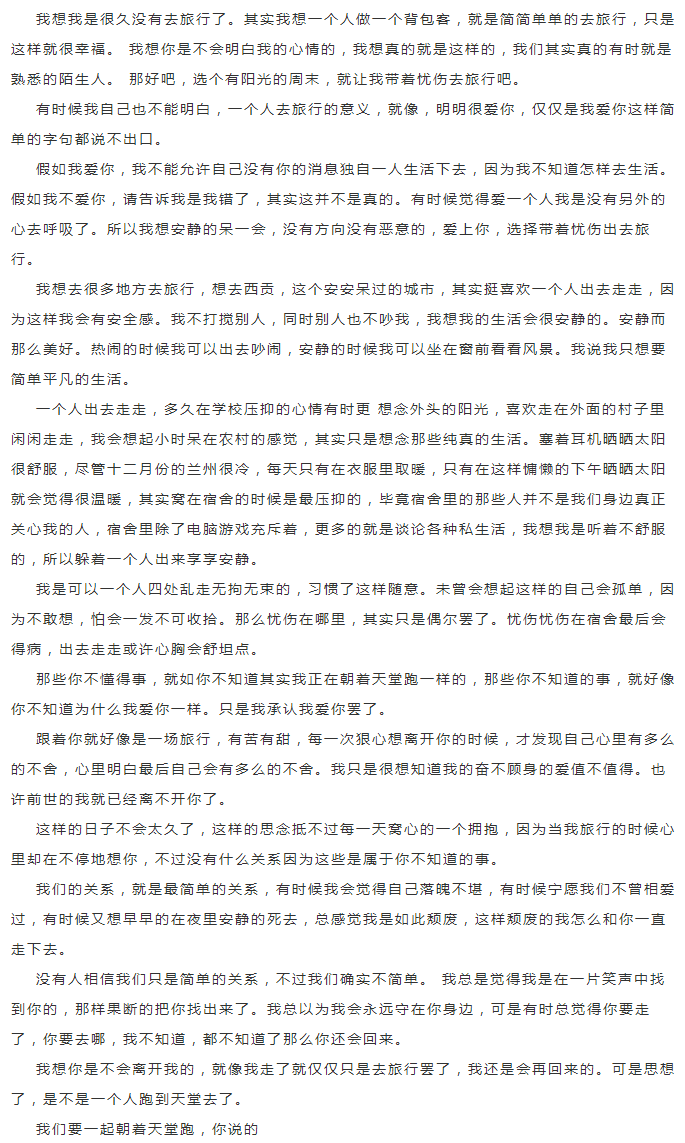 我想我是很久没有去旅行了。其实我想一个人做一个背包客，就是简简单单的去旅行，只是
这样就很幸福。 我想你是不会明白我的心情的，我想真的就是这样的，我们其实真的有时就是
熟悉的陌生人。 那好吧，选个有阳光的周末，就让我带着忧伤去旅行吧。
有时候我自己也不能明白，一个人去旅行的意义，就像，明明很爱你，仅仅是我爱你这样简
单的字句都说不出口。
假如我爱你，我不能允许自己没有你的消息独自一人生活下去，因为我不知道怎样去生活。
假如我不爱你，请告诉我是我错了，其实这并不是真的。有时候觉得爱一个人我是没有另外的
心去呼吸了。所以我想安静的呆一会，没有方向没有恶意的，爱上你，选择带着忧伤出去旅
行。
我想去很多地方去旅行，想去西贡，这个安安呆过的城市，其实挺喜欢一个人出去走走，因
为这样我会有安全感。我不打搅别人，同时别人也不吵我，我想我的生活会很安静的。安静而
那么美好。热闹的时候我可以出去吵闹，安静的时候我可以坐在窗前看看风景。我说我只想要
简单平凡的生活。
一个人出去走走，多久在学校压抑的心情有时更 想念外头的阳光，喜欢走在外面的村子里
闲闲走走，我会想起小时呆在农村的感觉，其实只是想念那些纯真的生活。塞着耳机晒晒太阳
很舒服，尽管十二月份的兰州很冷，每天只有在衣服里取暖，只有在这样慵懒的下午晒晒太阳
就会觉得很温暖，其实窝在宿舍的时候是最压抑的，毕竟宿舍里的那些人并不是我们身边真正
关心我的人，宿舍里除了电脑游戏充斥着，更多的就是谈论各种私生活，我想我是听着不舒服
的，所以躲着一个人出来享享安静。
我是可以一个人四处乱走无拘无束的，习惯了这样随意。未曾会想起这样的自己会孤单，因
为不敢想，怕会一发不可收拾。那么忧伤在哪里，其实只是偶尔罢了。忧伤忧伤在宿舍最后会
得病，出去走走或许心胸会舒坦点。
那些你不懂得事，就如你不知道其实我正在朝着天堂跑一样的，那些你不知道的事，就好像
你不知道为什么我爱你一样。只是我承认我爱你罢了。
跟着你就好像是一场旅行，有苦有甜，每一次狠心想离开你的时候，才发现自己心里有多么
的不舍，心里明白最后自己会有多么的不舍。我只是很想知道我的奋不顾身的爱值不值得。也
许前世的我就已经离不开你了。
这样的日子不会太久了，这样的思念抵不过每一天窝心的一个拥抱，因为当我旅行的时候心
里却在不停地想你，不过没有什么关系因为这些是属于你不知道的事。
我们的关系，就是最简单的关系，有时候我会觉得自己落魄不堪，有时候宁愿我们不曾相爱
过，有时候又想早早的在夜里安静的死去，总感觉我是如此颓废，这样颓废的我怎么和你一直
走下去。
没有人相信我们只是简单的关系，不过我们确实不简单。 我总是觉得我是在一片笑声中找
到你的，那样果断的把你找出来了。我总以为我会永远守在你身边，可是有时总觉得你要走
了，你要去哪，我不知道，都不知道了那么你还会回来。
我想你是不会离开我的，就像我走了就仅仅只是去旅行罢了，我还是会再回来的。可是思想
了，是不是一个人跑到天堂去了。
我们要一起朝着天堂跑，你说的